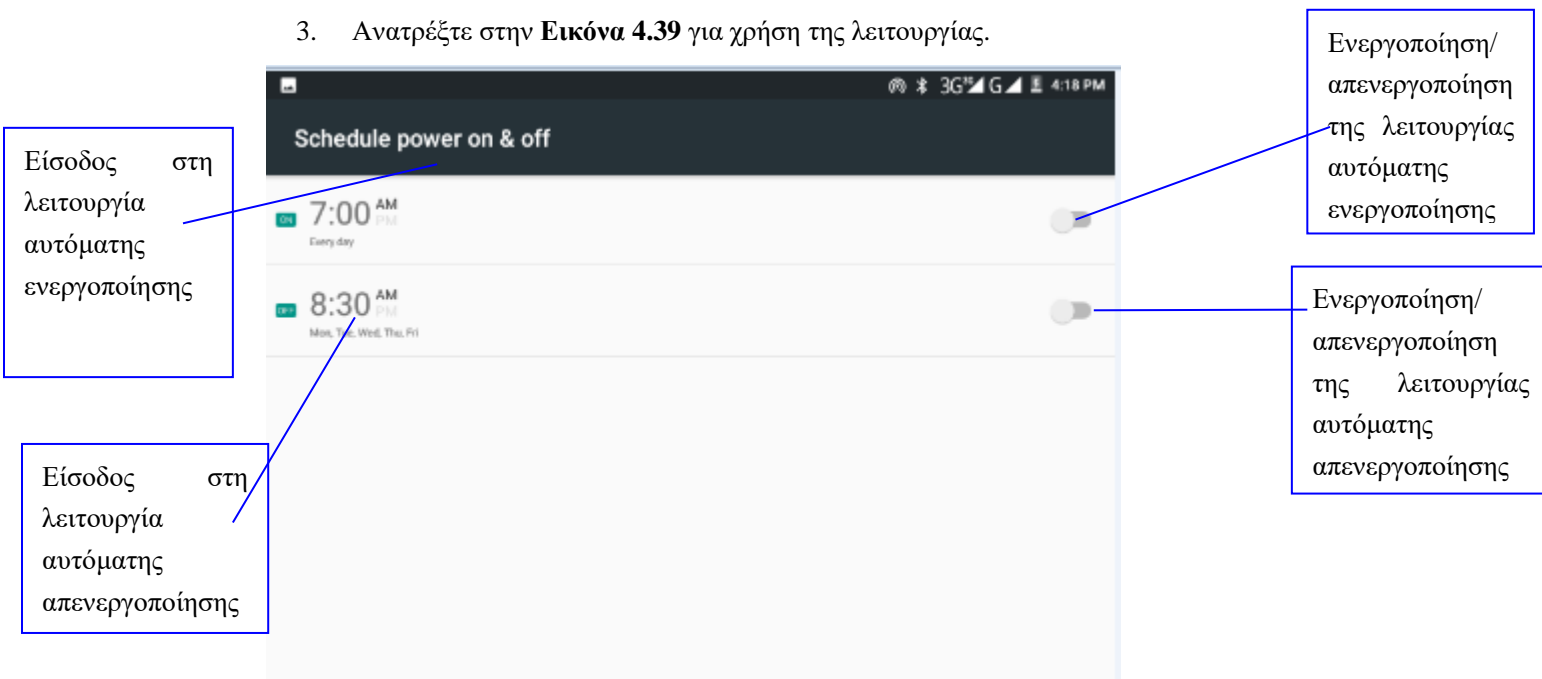 3. Ανατρέξτε στην Εικόνα 4.39 για χρήση της λειτουργίας.
Ενεργοποίηση/
απενεργοποίηση
της λειτουργίας
αυτόματης
ενεργοποίησης
3G G 4:18 PM
Schedule power on & off
Είσοδος στη
λειτουργία
αυτόματης
ενεργοποίησης
ON 7:00 AM
PM
Every day
OFF 8:30 AM
PM
Mon, Tue, Wed, Thu, Fri
Ενεργοποίηση/
απενεργοποίηση
της λειτουργίας
αυτόματης
απενεργοποίησης
Είσοδος στη
λειτουργία
αυτόματης
απενεργοποίησης